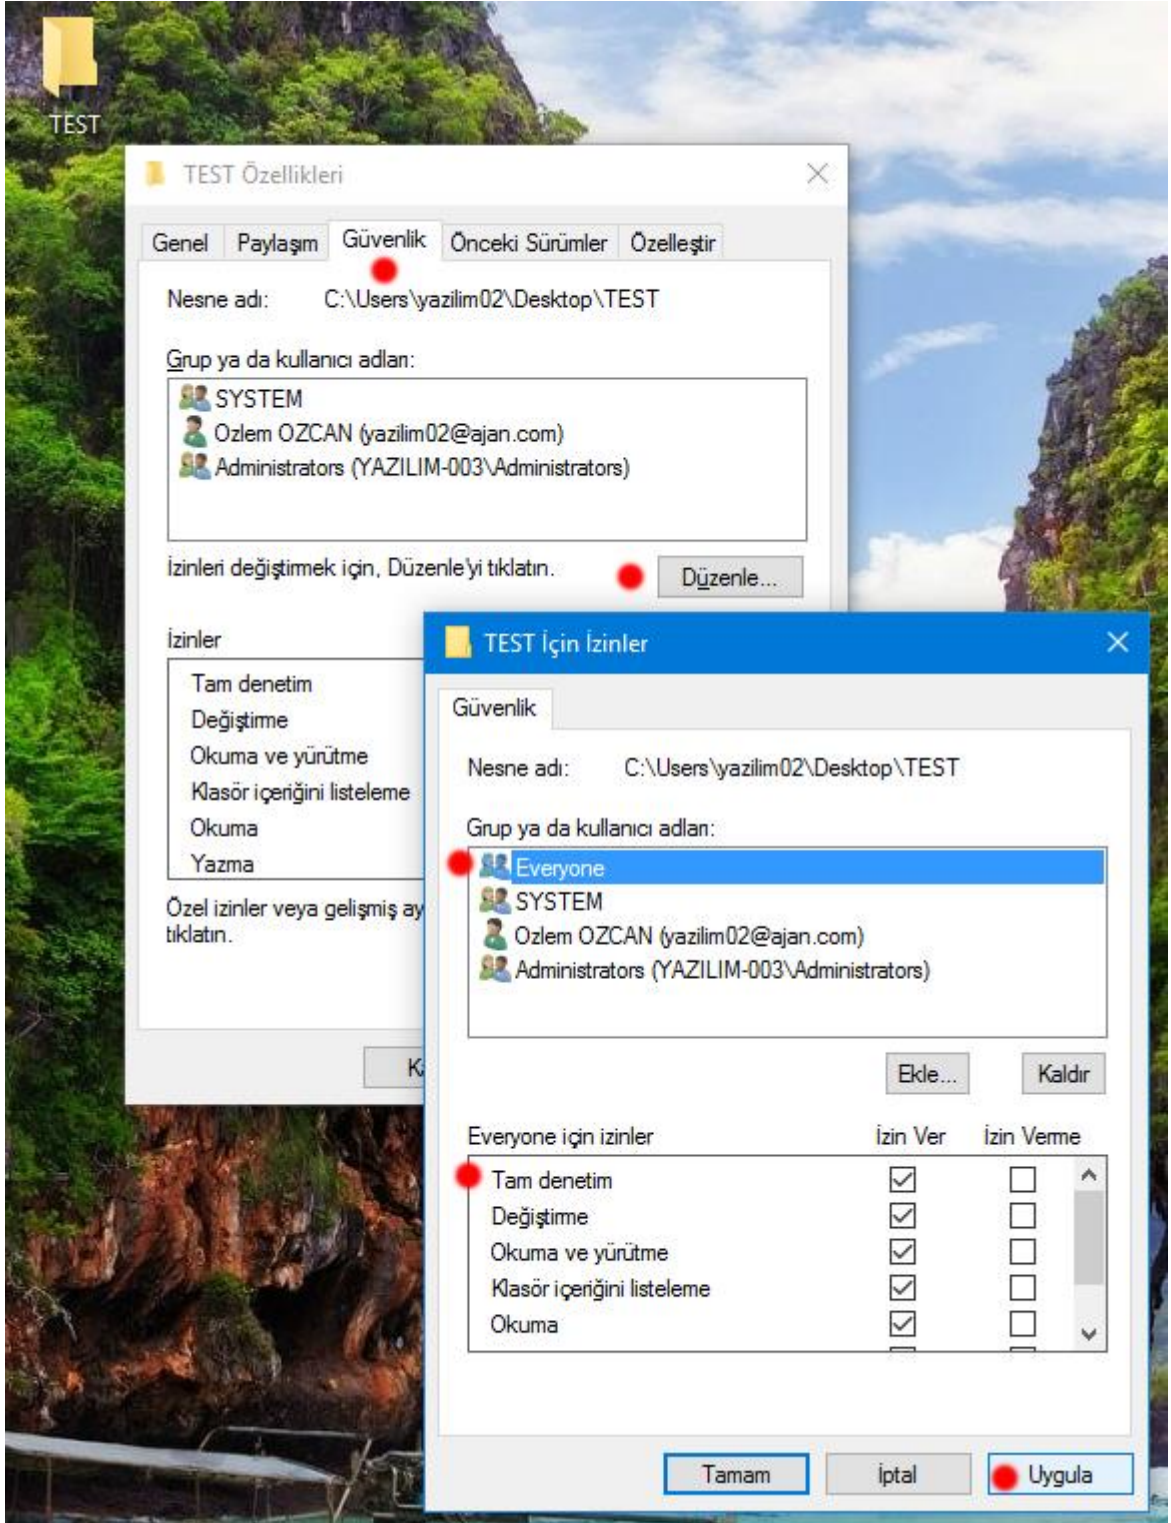 TEST
TEST Özellikleri
Genel Paylaşım Güvenlik Önceki Sürümler Özelleştir
Nesne adı: C:\Users\yazilim02\Desktop\TEST
Grup ya da kullanıcı adları:
SYSTEM
Ozlem OZCAN (yazilim02@ajan.com)
Administrators (YAZILIM-003\Administrators)
İzinleri değiştirmek için, Düzenle'yi tıklatın.
Düzenle...
İzinler
Tam denetim
Değiştirme
Okuma ve yürütme
Klasör içeriğini listeleme
Okuma
Yazma
Özel izinler veya gelişmiş
tıklatın.
TEST İçin İzinler
Güvenlik
Nesne adı: C:\Users\yazilim02\Desktop\TEST
Grup ya da kullanıcı adları:
Everyone
SYSTEM
Ozlem OZCAN (yazilim02@ajan.com)
Administrators (YAZILIM-003\Administrators)
Ekle... Kaldır
Everyone için izinler İzin Ver İzin Verme
Tam denetim
Değiştirme
Okuma ve yürütme
Klasör içeriğini listeleme
Okuma
Tamam İptal Uygula